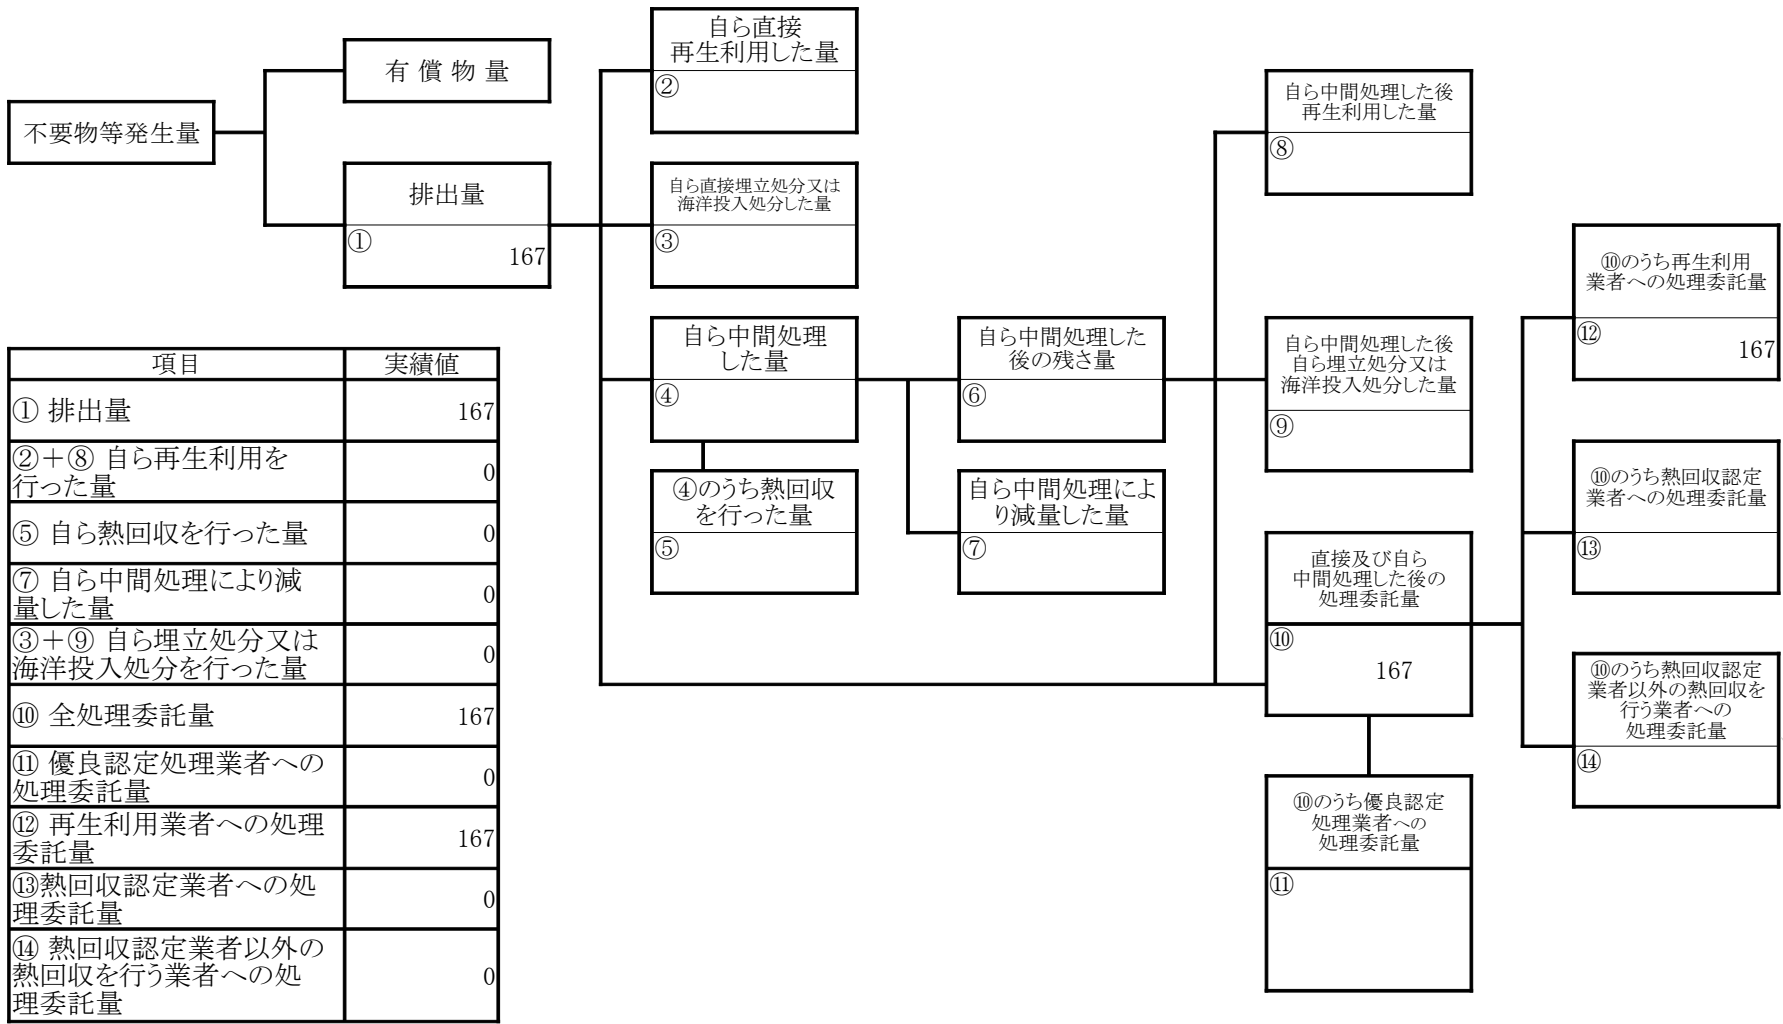 自ら直接
再生利用した量
②
有 償 物 量
不要物等発生量
排出量
①
167
自ら直接埋立処分又は
海洋投入処分した量
③
自ら中間処理した後
再生利用した量
⑧
⑩のうち再生利用
業者への処理委託量
⑫
167
自ら中間処理
した量
④
自ら中間処理した
後の残さ量
⑥
自ら中間処理した後
自ら埋立処分又は
海洋投入処分した量
⑨
④のうち熱回収
を行った量
⑤
自ら中間処理によ
り減量した量
⑦
⑩のうち熱回収認定
業者への処理委託量
⑬
直接及び自ら
中間処理した後の
処理委託量
⑩
167
⑩のうち熱回収認定
業者以外の熱回収を
行う業者への
処理委託量
⑭
⑩のうち優良認定
処理業者への
処理委託量
⑪
項目 実績値
① 排出量 167
②＋⑧ 自ら再生利用を
行った量 0
⑤ 自ら熱回収を行った量 0
⑦ 自ら中間処理により減
量した量 0
③＋⑨ 自ら埋立処分又は
海洋投入処分を行った量 0
⑩ 全処理委託量 167
⑪ 優良認定処理業者への
処理委託量 0
⑫ 再生利用業者への処理
委託量 167
⑬熱回収認定業者への処
理委託量 0
⑭ 熱回収認定業者以外の
熱回収を行う業者への処
理委託量 0